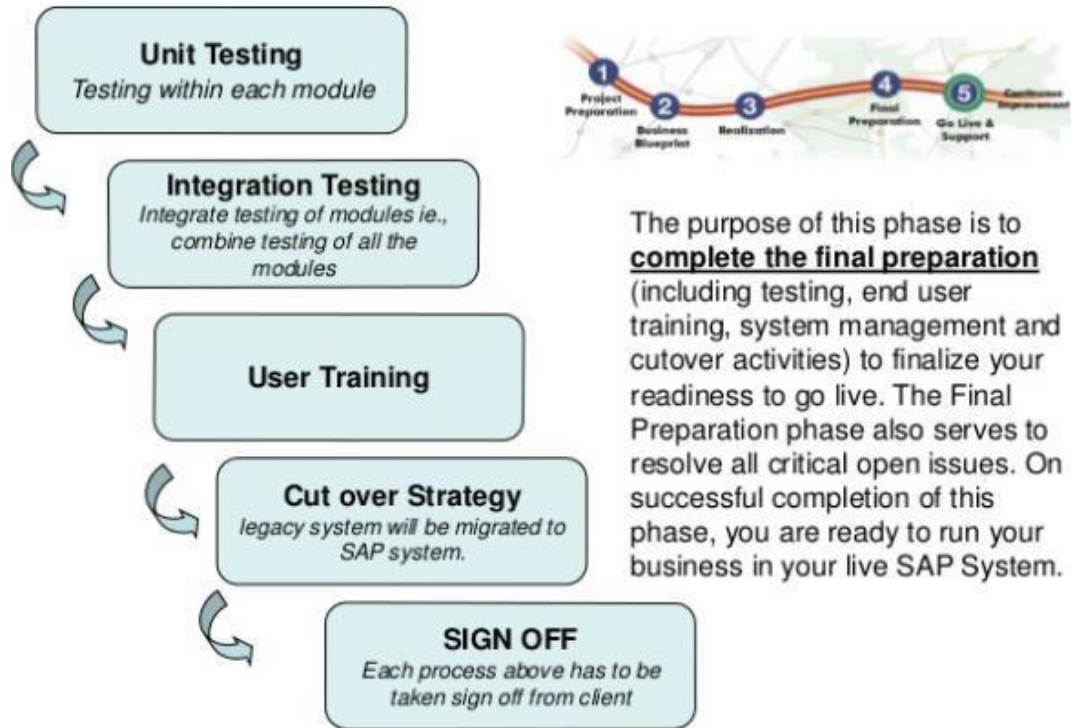 Unit Testing
Testing within each module
Integration Testing
Integrate testing of modules ie.,
combine testing of all the
modules
User Training
Cut over Strategy
legacy system will be migrated to
SAP system.
SIGN OFF
Each process above has to be
taken sign off from client
1
Project
Preparation
2
Business
Blueprint
3
Realization
4
Final
Preparation
5
Go Live &
Support
Continuous
Improvement
The purpose of this phase is to
complete the final preparation
(including testing, end user
training, system management and
cutover activities) to finalize your
readiness to go live. The Final
Preparation phase also serves to
resolve all critical open issues. On
successful completion of this
phase, you are ready to run your
business in your live SAP System.